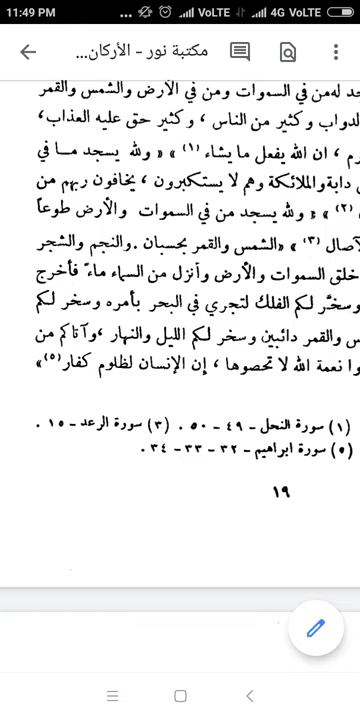 11:49 PM ... VoLTE 4G VoLTE
مكتبة نور - الأركان...
جد له من في السموات ومن في الأرض والشمس والقمر
لدواب وكثير من الناس ، وكثير حق عليه العذاب ،
رم ، ان الله يفعل ما يشاء (١) » « ولله يسجد مـا في
دابة والملائكة وهم لا يستكبرون ، يخافون ربهم من
(٢) » : « ولله يسجد من في السموات والأرض طوعاً
لآصال (٣) » « الشمس والقمر بحسبان . والنجم والشجر
خلق السموات والأرض وأنزل من السماء ماءً فأخرج
وسخّر لكم الفلك لتجري في البحر بأمره وسخر لكم
س والقمر دائبين وسخر لكم الليل والنهار ، وآتاكم من
وا نعمة الله لا تحصوها ، إن الإنسان لظلوم كفار (٥) »
(١) سورة النحل - ٤٩ - ٥٠ . (٣) سورة الرعد - ١٥ .
(٥) سورة ابراهيم - ٣٢ - ٣٣ - ٣٤ .
١٩